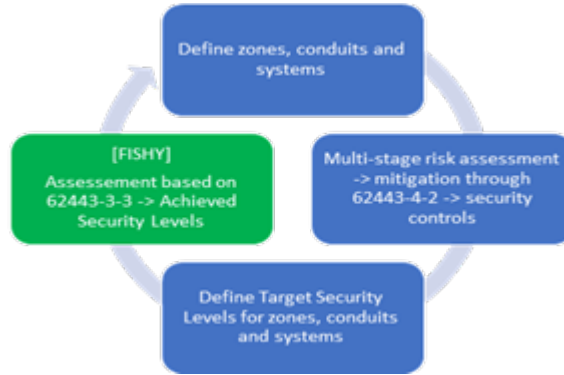 Define zones, conduits and
systems
[FISHY]
Assessement based on
62443-3-3 -> Achieved
Security Levels
Multi-stage risk assessment
-> mitigation through
62443-4-2 -> security
controls
Define Target Security
Levels for zones, conduits
and systems